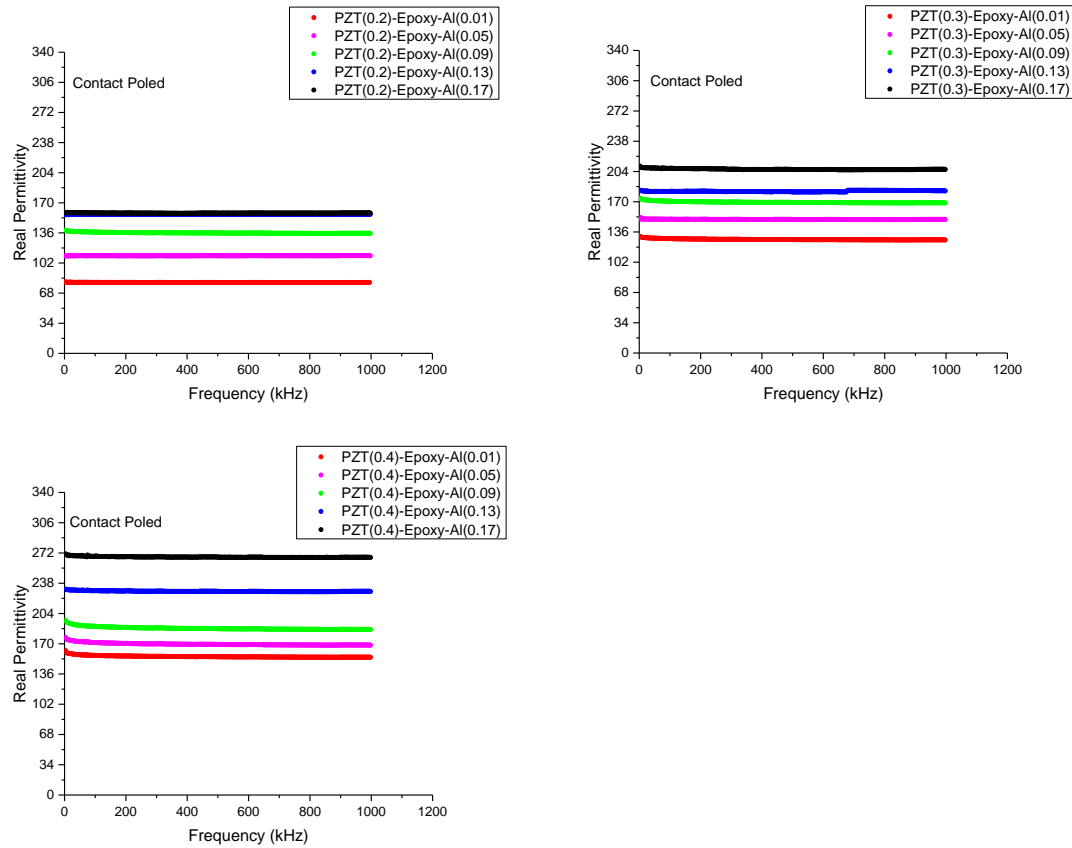 PZT(0.2)-Epoxy-Al(0.01)
PZT(0.2)-Epoxy-Al(0.05)
PZT(0.2)-Epoxy-Al(0.09)
PZT(0.2)-Epoxy-Al(0.13)
PZT(0.2)-Epoxy-Al(0.17)
Contact Poled
Real Permittivity
340
306
272
238
204
170
136
102
68
34
0
0 200 400 600 800 1000 1200
Frequency (kHz)
PZT(0.3)-Epoxy-Al(0.01)
PZT(0.3)-Epoxy-Al(0.05)
PZT(0.3)-Epoxy-Al(0.09)
PZT(0.3)-Epoxy-Al(0.13)
PZT(0.3)-Epoxy-Al(0.17)
Contact Poled
Real Permittivity
340
306
272
238
204
170
136
102
68
34
0
0 200 400 600 800 1000 1200
Frequency (kHz)
PZT(0.4)-Epoxy-Al(0.01)
PZT(0.4)-Epoxy-Al(0.05)
PZT(0.4)-Epoxy-Al(0.09)
PZT(0.4)-Epoxy-Al(0.13)
PZT(0.4)-Epoxy-Al(0.17)
Contact Poled
Real Permittivity
340
306
272
238
204
170
136
102
68
34
0
0 200 400 600 800 1000 1200
Frequency (kHz)